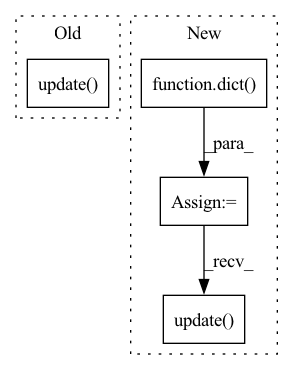 Old
New
update()
function.dict()
_para_
Assign:=
_recv_
update()